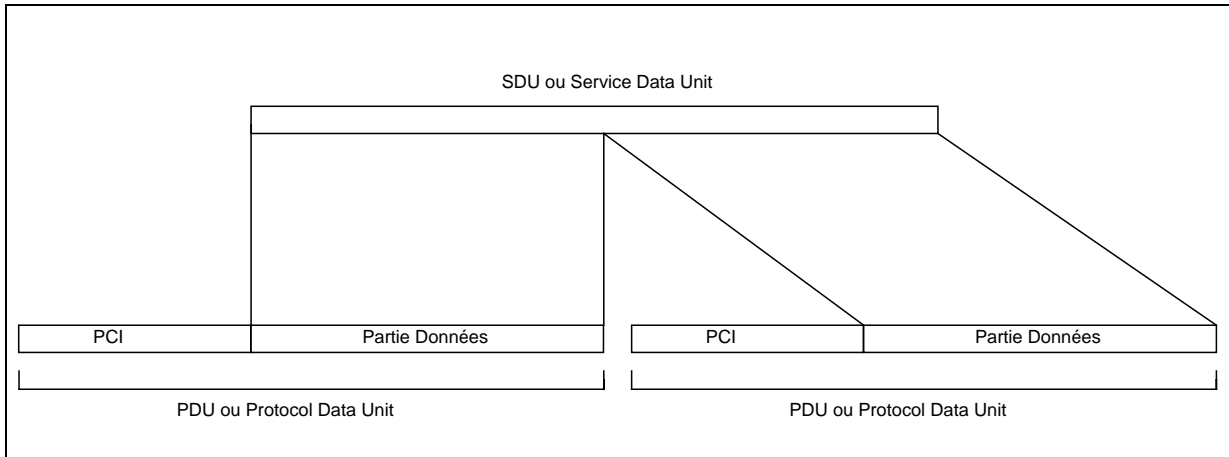 SDU ou Service Data Unit
PCI
Partie Données
PCI
Partie Données
PDU ou Protocol Data Unit
PDU ou Protocol Data Unit